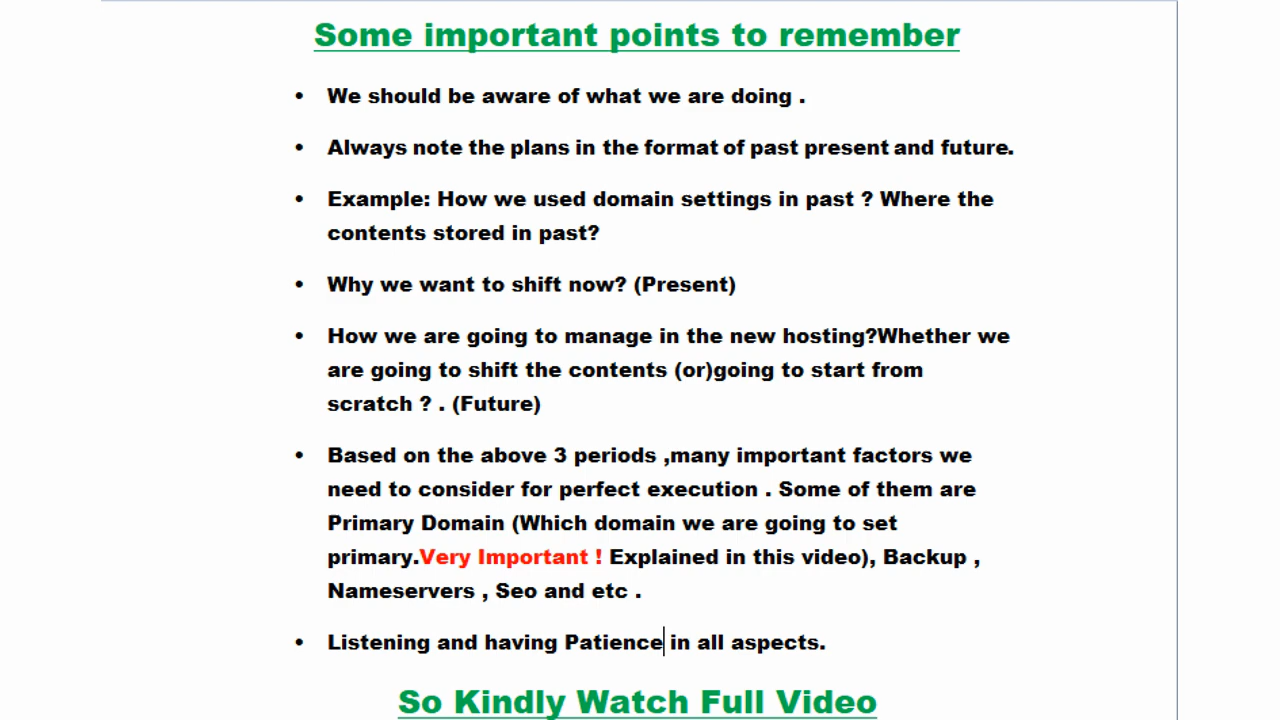 Some important points to remember
• We should be aware of what we are doing .
• Always note the plans in the format of past present and future.
• Example: How we used domain settings in past ? Where the
contents stored in past?
• Why we want to shift now? (Present)
• How we are going to manage in the new hosting?Whether we
are going to shift the contents (or)going to start from
scratch ? . (Future)
• Based on the above 3 periods ,many important factors we
need to consider for perfect execution . Some of them are
Primary Domain (Which domain we are going to set
primary.Very Important ! Explained in this video), Backup ,
Nameservers , Seo and etc .
• Listening and having Patience in all aspects.
So Kindly Watch Full Video